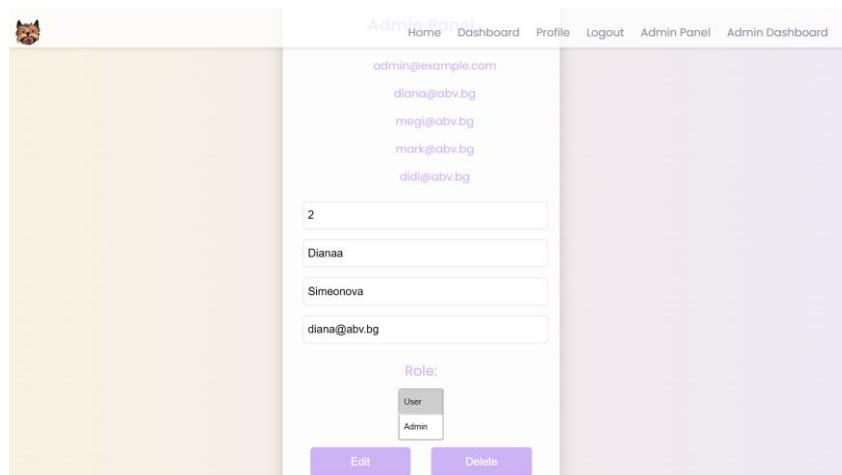 Admin Panel
Home Dashboard Profile Logout Admin Panel Admin Dashboard
admin@example.com
diana@abv.bg
megi@abv.bg
mark@abv.bg
didi@abv.bg
2
Dianaa
Simeonova
diana@abv.bg
Role:
User
Admin
Edit Delete